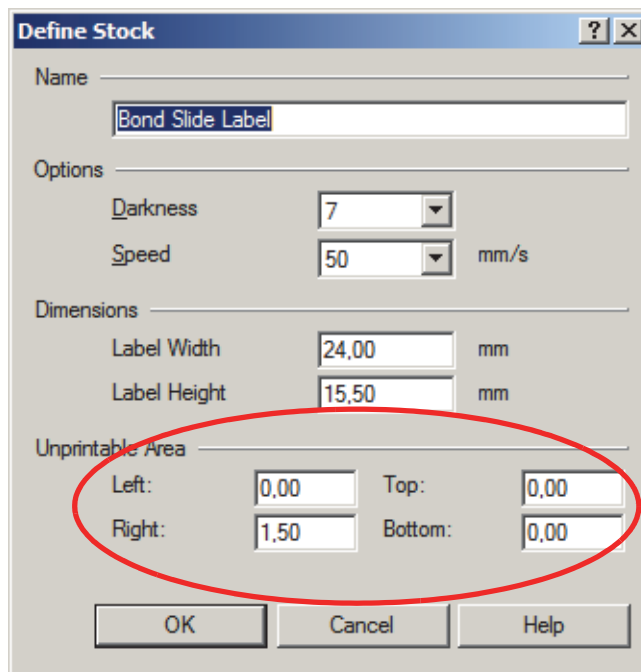 Define Stock ? X
Name
Bond Slide Label
Options
Darkness 7
Speed 50 mm/s
Dimensions
Label Width 24,00 mm
Label Height 15,50 mm
Unprintable Area
Left: 0,00 Top: 0,00
Right: 1,50 Bottom: 0,00
OK Cancel Help